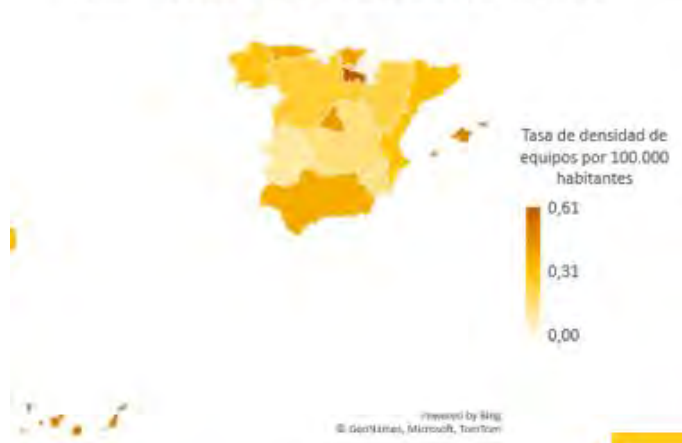 Tasa de densidad de
equipos por 100.000
habitantes
0,61
0,31
0,00
Powered by Bing
© GeoNames, Microsoft, TomTom